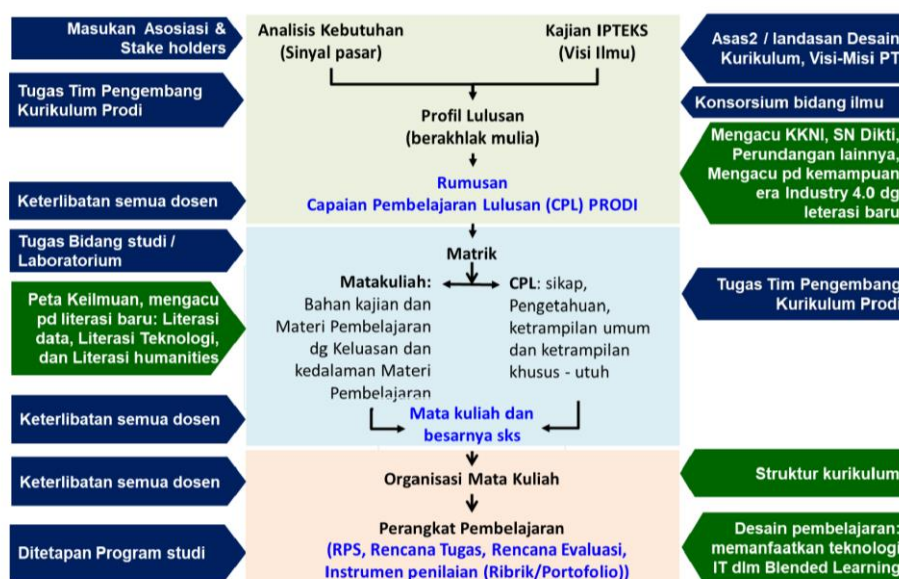 Masukan Asosiasi &
Stake holders
Tugas Tim Pengembang
Kurikulum Prodi
Keterlibatan semua dosen
Tugas Bidang studi /
Laboratorium
Peta Keilmuan, mengacu
pd literasi baru: Literasi
data, Literasi Teknologi,
dan Literasi humanities
Keterlibatan semua dosen
Keterlibatan semua dosen
Ditetapan Program studi
Analisis Kebutuhan
(Sinyal pasar)
Kajian IPTEKS
(Visi Ilmu)
Profil Lulusan
(berakhlak mulia)
Rumusan
Capaian Pembelajaran Lulusan (CPL) PRODI
Matrik
Matakuliah:
Bahan kajian dan
Materi Pembelajaran
dg Keluasan dan
kedalaman Materi
Pembelajaran
CPL: sikap,
Pengetahuan,
ketrampilan umum
dan ketrampilan
khusus - utuh
Mata kuliah dan
besarnya sks
Organisasi Mata Kuliah
Perangkat Pembelajaran
(RPS, Rencana Tugas, Rencana Evaluasi,
Instrumen penilaian (Ribrik/Portofolio))
Asas2 / landasan Desain
Kurikulum, Visi-Misi PT
Konsorsium bidang ilmu
Mengacu KKNI, SN Dikti,
Perundangan lainnya,
Mengacu pd kemampuan
era Industry 4.0 dg
leterasi baru
Tugas Tim Pengembang
Kurikulum Prodi
Struktur kurikulum
Desain pembelajaran:
memanfaatkan teknologi
IT dlm Blended Learning